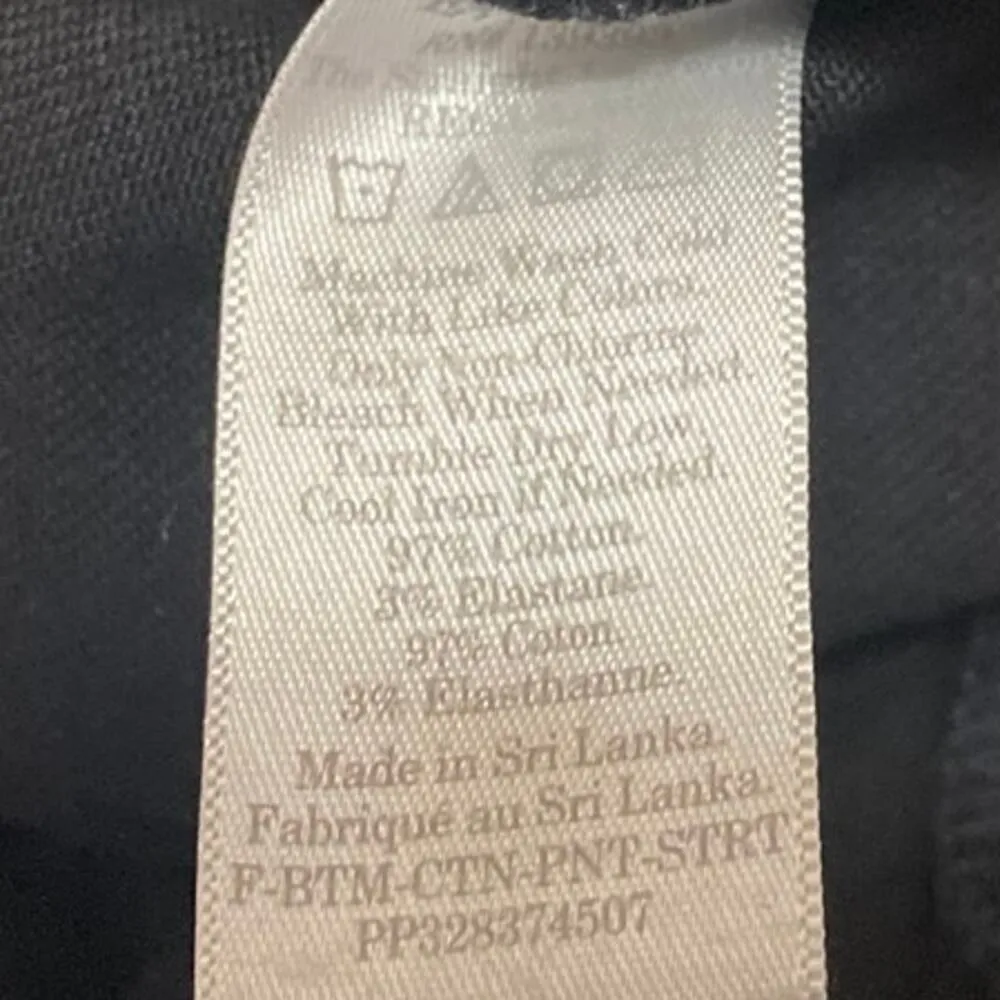 Machine Wash Cold
With Like Colors.
Only Non-Chlorine
Bleach When Needed.
Tumble Dry Low
Cool Iron if Needed.
97% Cotton.
3% Elastane.
97% Coton.
3% Elasthanne.
Made in Sri Lanka.
Fabriqué au Sri Lanka.
F-BTM-CTN-PNT-STRT
PP328374507